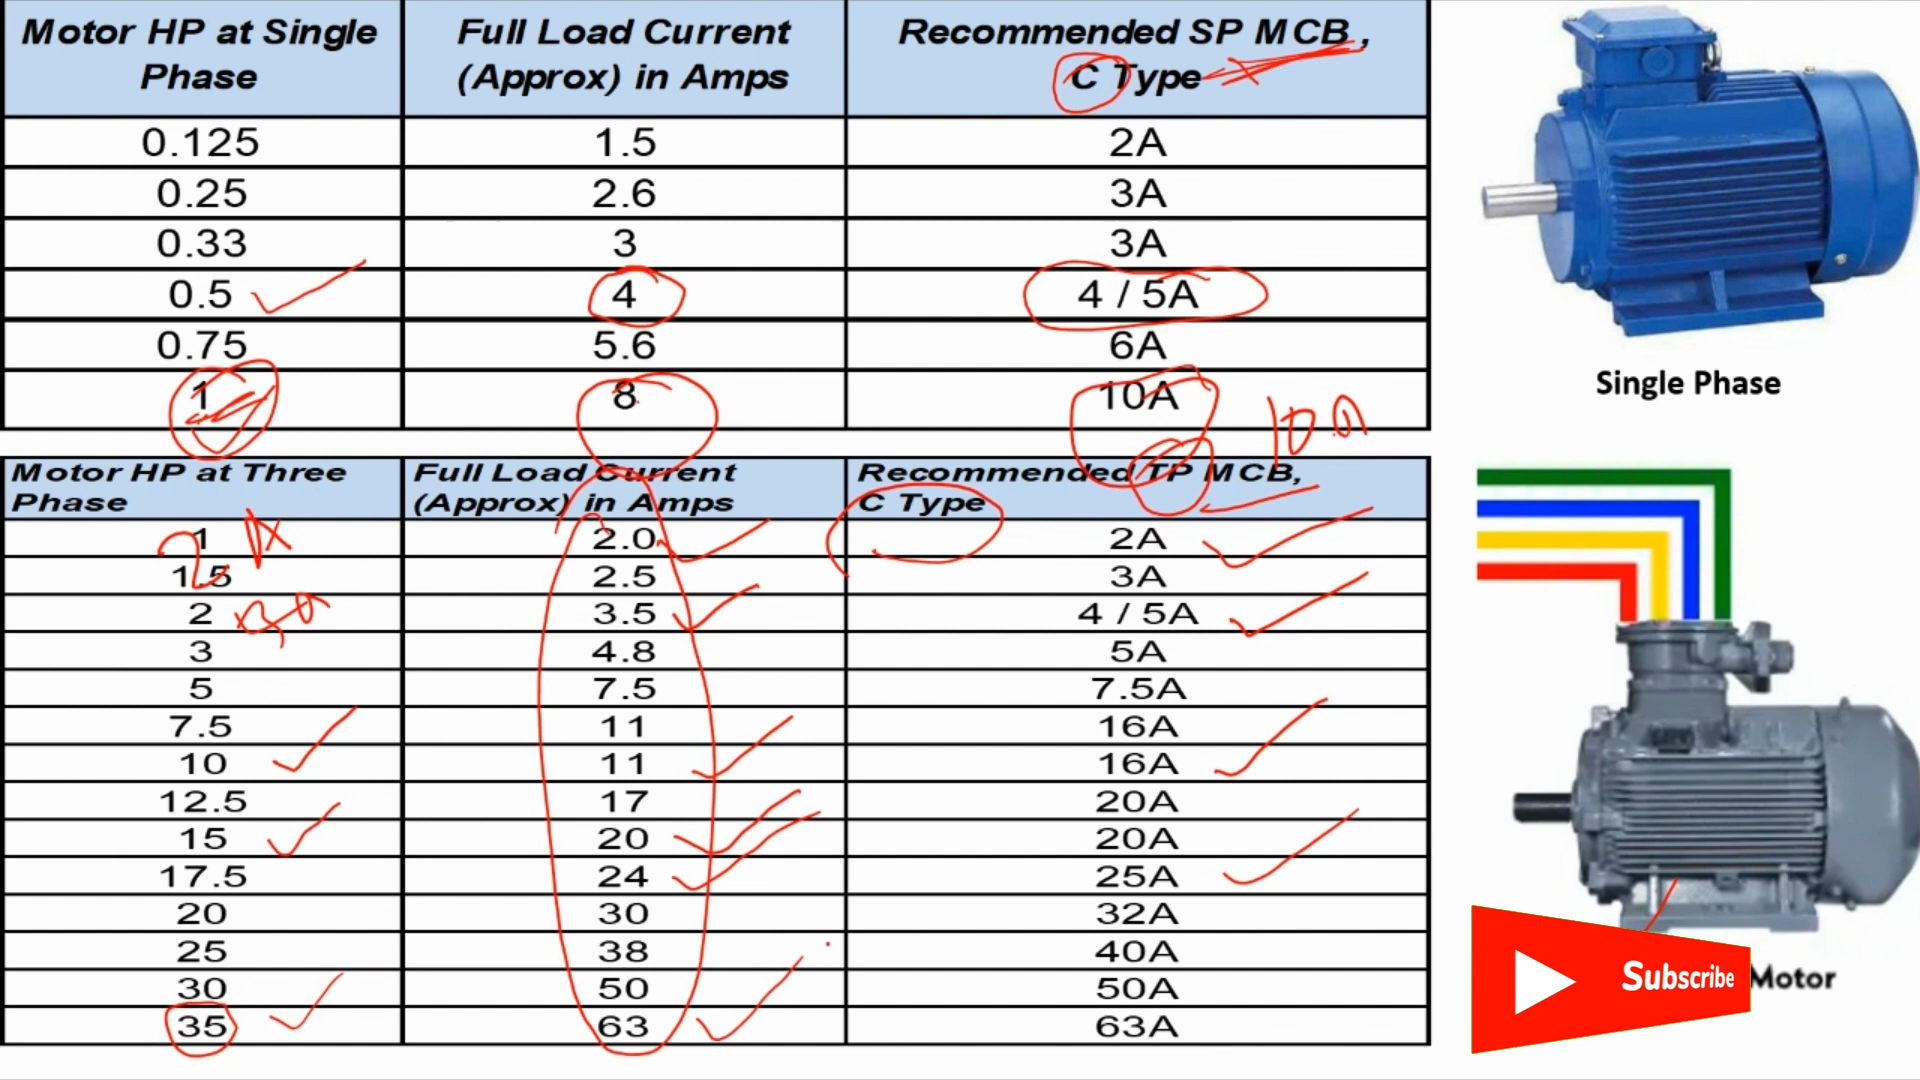 Motor HP at Single Phase Full Load Current (Approx) in Amps Recommended SP MCB, C Type
0.125 1.5 2A
0.25 2.6 3A
0.33 3 3A
0.5 4 4 / 5A
0.75 5.6 6A
1 8 10A
Single Phase
Motor HP at Three Phase Full Load Current (Approx) in Amps Recommended TP MCB, C Type
1 2.0 2A
1.5 2.5 3A
2 3.5 4 / 5A
3 4.8 5A
5 7.5 7.5A
7.5 11 16A
10 11 16A
12.5 17 20A
15 20 20A
17.5 24 25A
20 30 32A
25 38 40A
30 50 50A
35 63 63A
Subscribe
Motor